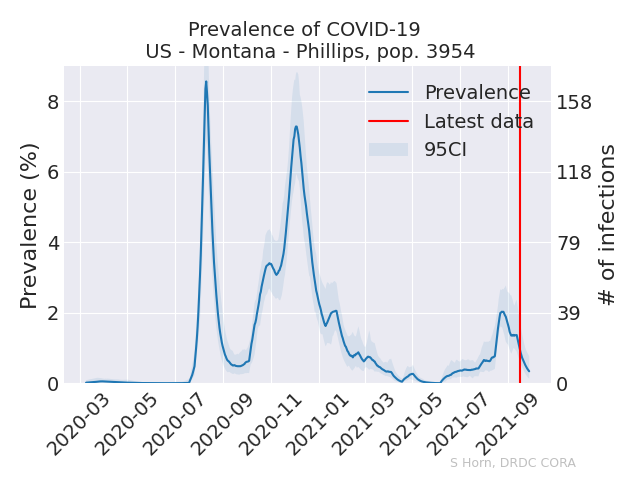 Prevalence of COVID-19
US - Montana - Phillips, pop. 3954
Prevalence (%)
8
6
4
2
0
Prevalence
Latest data
95CI
158
118
79
39
0
# of infections
2020-03
2020-05
2020-07
2020-09
2020-11
2021-01
2021-03
2021-05
2021-07
2021-09
S Horn, DRDC CORA